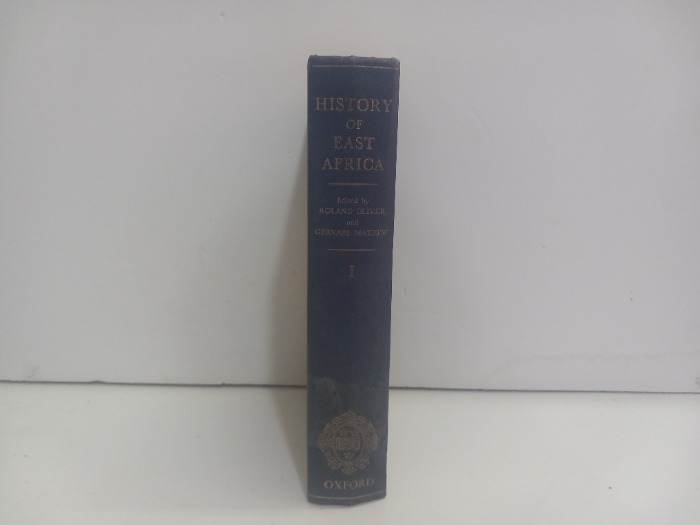 HISTORY
OF
EAST
AFRICA
Edited by
ROLAND OLIVER
and
GERVASE MATHEW
I
OXFORD